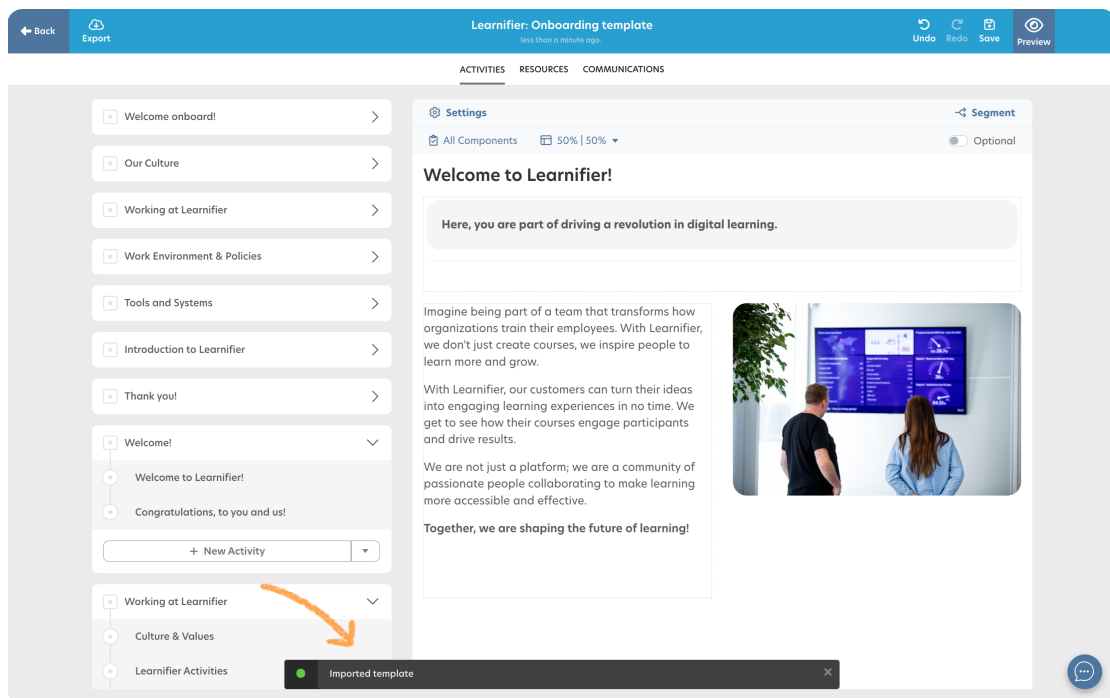 Back
Export
Learnifier: Onboarding template
less than a minute ago.
Undo
Redo
Save
Preview
ACTIVITIES
RESOURCES
COMMUNICATIONS
Welcome onboard!
Our Culture
Working at Learnifier
Work Environment & Policies
Tools and Systems
Introduction to Learnifier
Thank you!
Welcome!
Welcome to Learnifier!
Congratulations, to you and us!
+ New Activity
Working at Learnifier
Culture & Values
Learnifier Activities
Settings
Segment
All Components
50% | 50%
Optional
Welcome to Learnifier!
Here, you are part of driving a revolution in digital learning.
Imagine being part of a team that transforms how
organizations train their employees. With Learnifier,
we don't just create courses, we inspire people to
learn more and grow.
With Learnifier, our customers can turn their ideas
into engaging learning experiences in no time. We
get to see how their courses engage participants
and drive results.
We are not just a platform; we are a community of
passionate people collaborating to make learning
more accessible and effective.
Together, we are shaping the future of learning!
Imported template